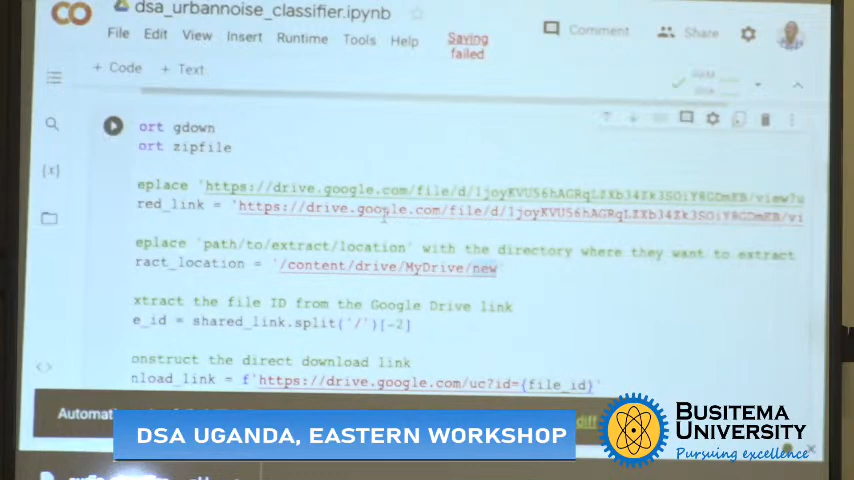 dsa_urbannoise_classifier.ipynb
File Edit View Insert Runtime Tools Help
Saving failed
Comment
Share
+ Code + Text
ort gdown
ort zipfile
eplace 'https://drive.google.com/file/d/1joyKVU56hAGRqLZXb34Zk3SOiY8GDmEB/view?u
red_link = 'https://drive.google.com/file/d/1joyKVU56hAGRqLZXb34Zk3SOiY8GDmEB/vi
eplace 'path/to/extract/location' with the directory where they want to extract
ract_location = '/content/drive/MyDrive/new
xtract the file ID from the Google Drive link
e_id = shared_link.split('/')[-2]
onstruct the direct download link
nload_link = f'https://drive.google.com/uc?id={file_id}'
Automati
diff
DSA UGANDA, EASTERN WORKSHOP
BUSITEMA
UNIVERSITY
Pursuing excellence